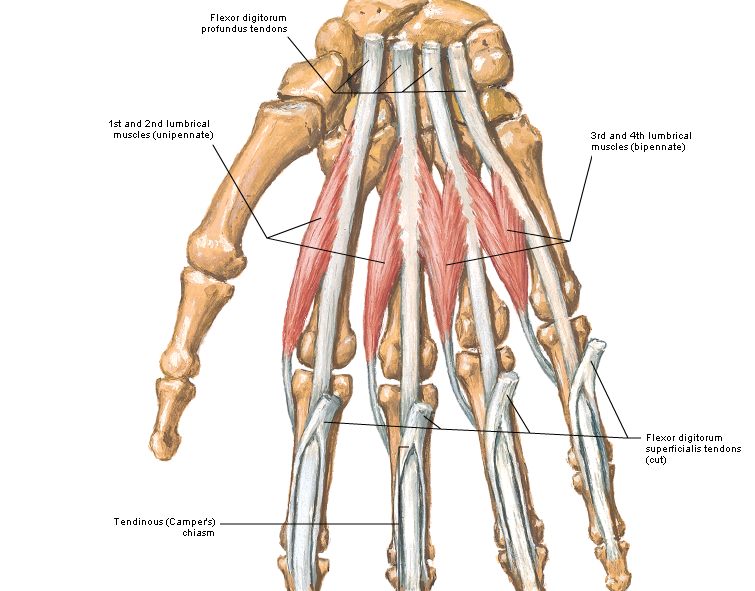 Flexor digitorum
profundus tendons
1st and 2nd lumbrical
muscles (unipennate)
3rd and 4th lumbrical
muscles (bipennate)
Flexor digitorum
superficialis tendons
(cut)
Tendinous (Camper's)
chiasm